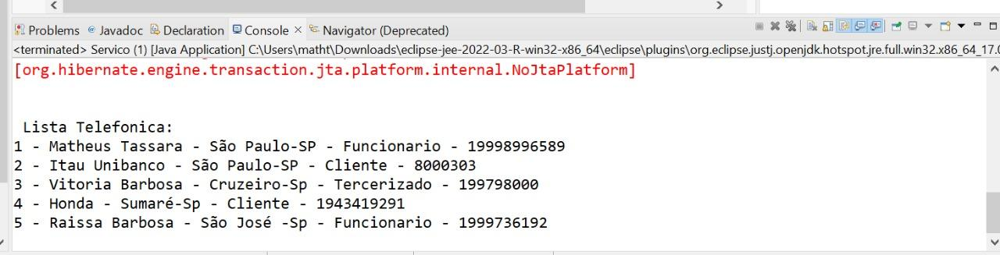 Problems @ Javadoc Declaration Console Navigator (Deprecated)
<terminated> Servico (1) [Java Application] C:\Users\matht\Downloads\eclipse-jee-2022-03-R-win32-x86_64\eclipse\plugins\org.eclipse.justj.openjdk.hotspot.jre.full.win32.x86_64_17.0
[org.hibernate.engine.transaction.jta.platform.internal.NoJtaPlatform]
Lista Telefonica:
1 - Matheus Tassara - São Paulo-SP - Funcionario - 19998996589
2 - Itau Unibanco - São Paulo-SP - Cliente - 8000303
3 - Vitoria Barbosa - Cruzeiro-Sp - Tercerizado - 199798000
4 - Honda - Sumaré-Sp - Cliente - 1943419291
5 - Raissa Barbosa - São José -Sp - Funcionario - 1999736192